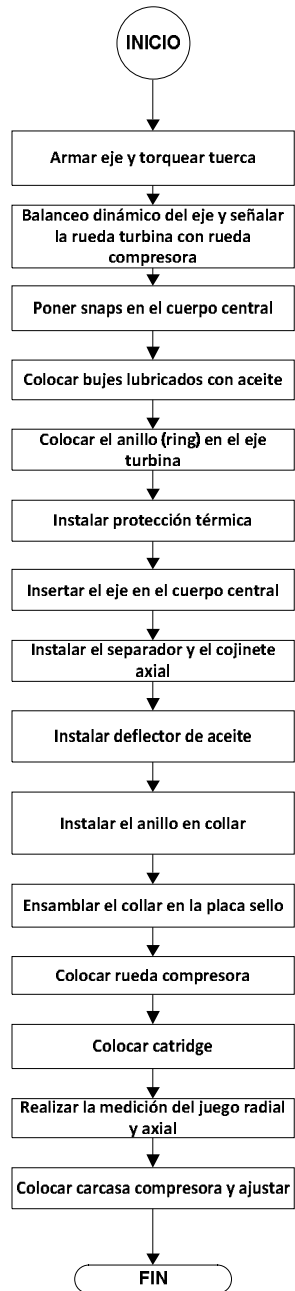 INICIO
Armar eje y torquear tuerca
Balanceo dinámico del eje y señalar
la rueda turbina con rueda
compresora
Poner snaps en el cuerpo central
Colocar bujes lubricados con aceite
Colocar el anillo (ring) en el eje
turbina
Instalar protección térmica
Insertar el eje en el cuerpo central
Instalar el separador y el cojinete
axial
Instalar deflector de aceite
Instalar el anillo en collar
Ensamblar el collar en la placa sello
Colocar rueda compresora
Colocar catridge
Realizar la medición del juego radial
y axial
Colocar carcasa compresora y ajustar
FIN